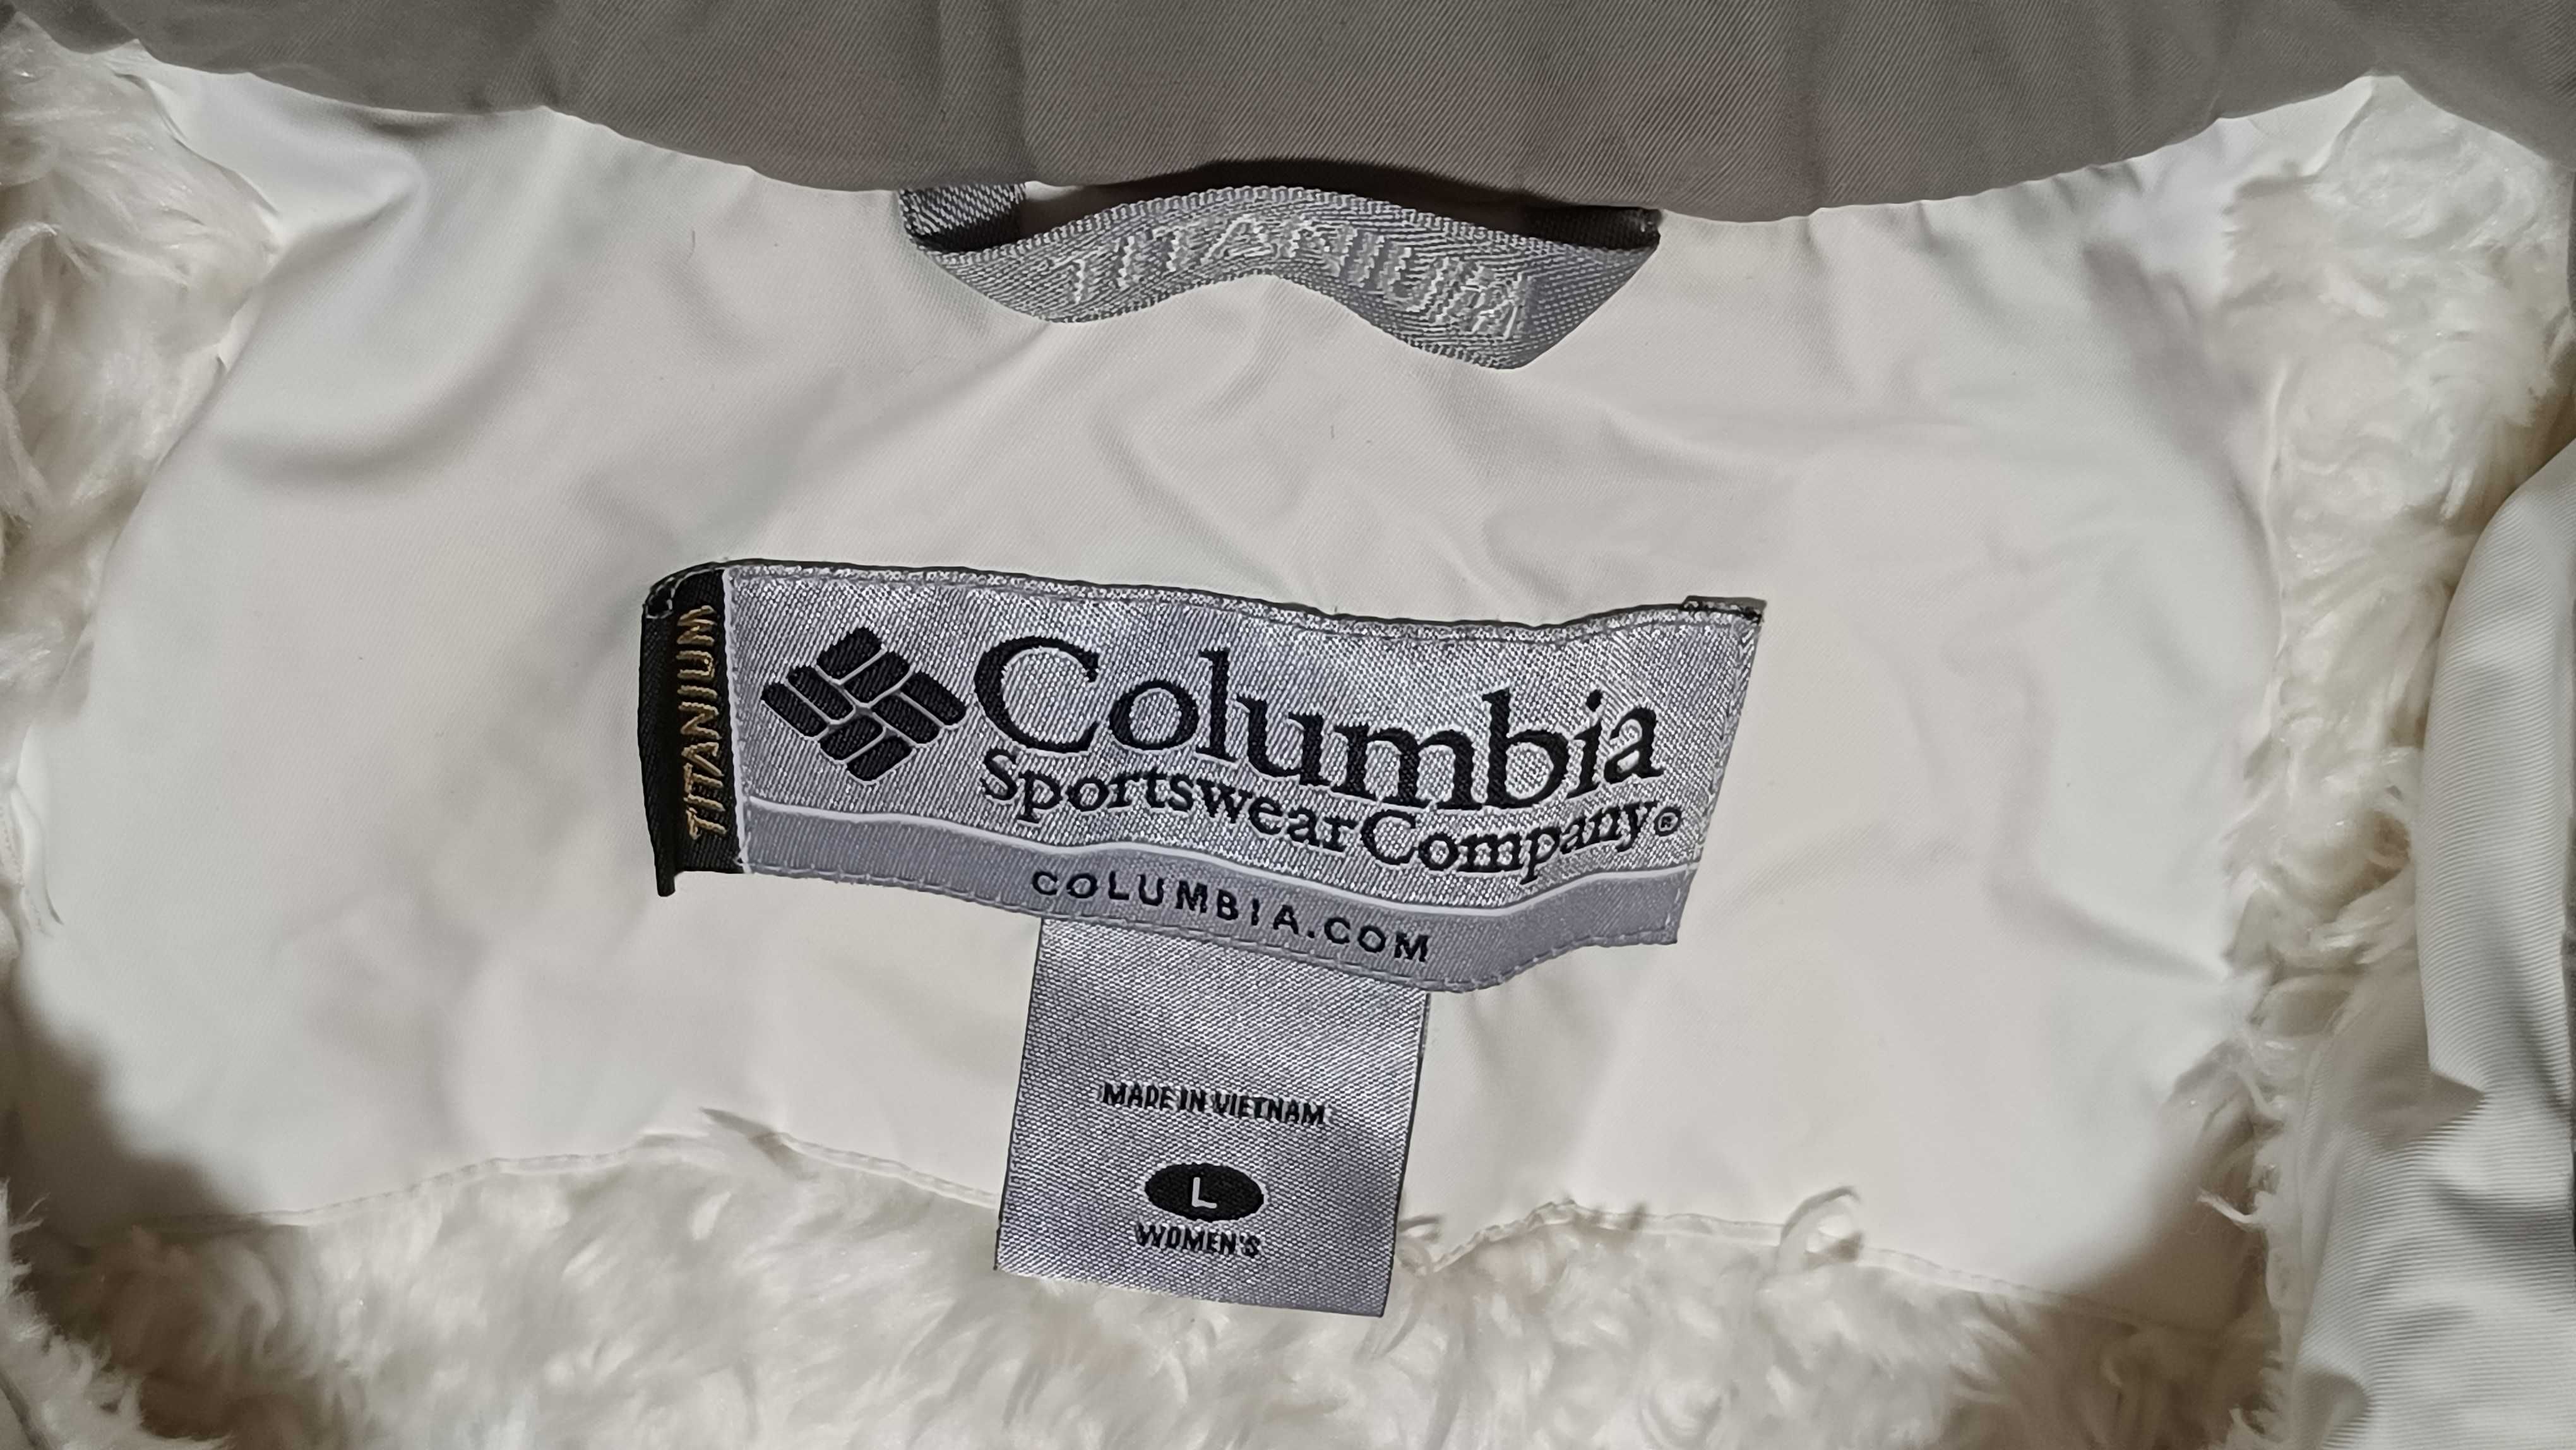 TITANIUM
TITANIUM
Columbia
Sportswear Company®
COLUMBIA.COM
MADE IN VIETNAM
L
WOMEN'S